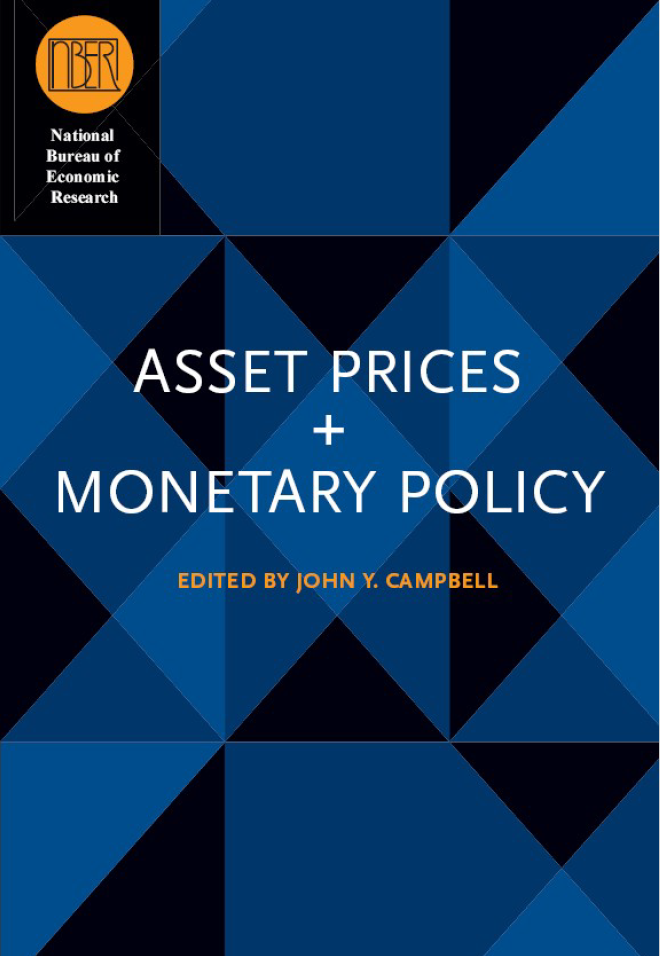 NBER
National
Bureau of
Economic
Research
ASSET PRICES
+
MONETARY POLICY
EDITED BY JOHN Y. CAMPBELL